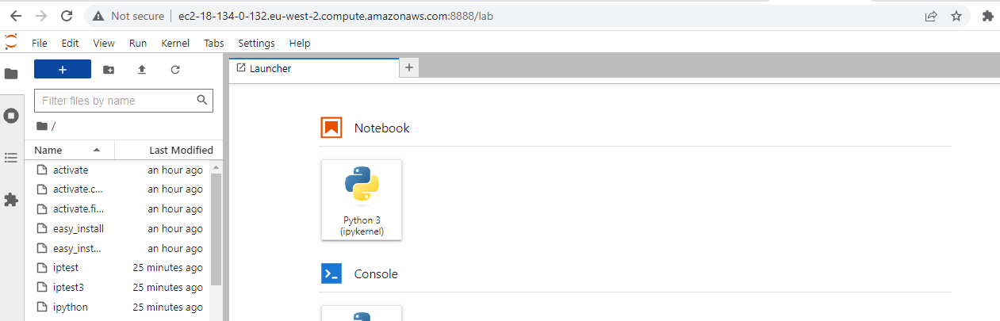 Not secure | ec2-18-134-0-132.eu-west-2.compute.amazonaws.com:8888/lab
File Edit View Run Kernel Tabs Settings Help
+ Launcher +
Filter files by name
/
Name Last Modified
activate an hour ago
activate.c... an hour ago
activate.fi... an hour ago
easy_install an hour ago
easy_inst... an hour ago
iptest 25 minutes ago
iptest3 25 minutes ago
ipython 25 minutes ago
Notebook
Python 3
(ipykernel)
Console